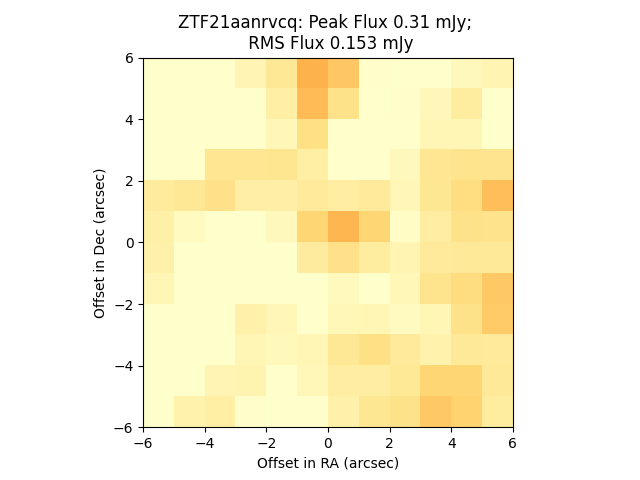 ZTF21aanrvcq: Peak Flux 0.31 mJy;
RMS Flux 0.153 mJy
6
4
2
0
−2
−4
−6
Offset in Dec (arcsec)
−6 −4 −2 0 2 4 6
Offset in RA (arcsec)